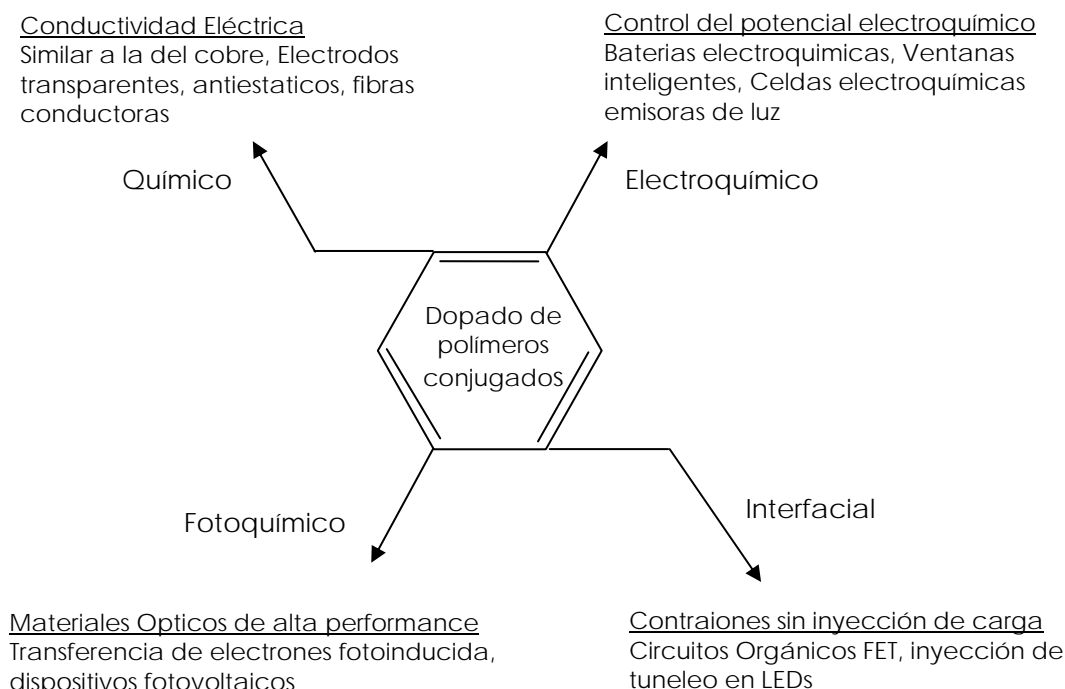 Conductividad Eléctrica
Similar a la del cobre, Electrodos
transparentes, antiestaticos, fibras
conductoras
Control del potencial electroquímico
Baterias electroquimicas, Ventanas
inteligentes, Celdas electroquímicas
emisoras de luz
Químico
Electroquímico
Dopado de
polímeros
conjugados
Fotoquímico
Interfacial
Materiales Opticos de alta performance
Transferencia de electrones fotoinducida,
dispositivos fotovoltaicos
Contraiones sin inyección de carga
Circuitos Orgánicos FET, inyección de
tuneleo en LEDs